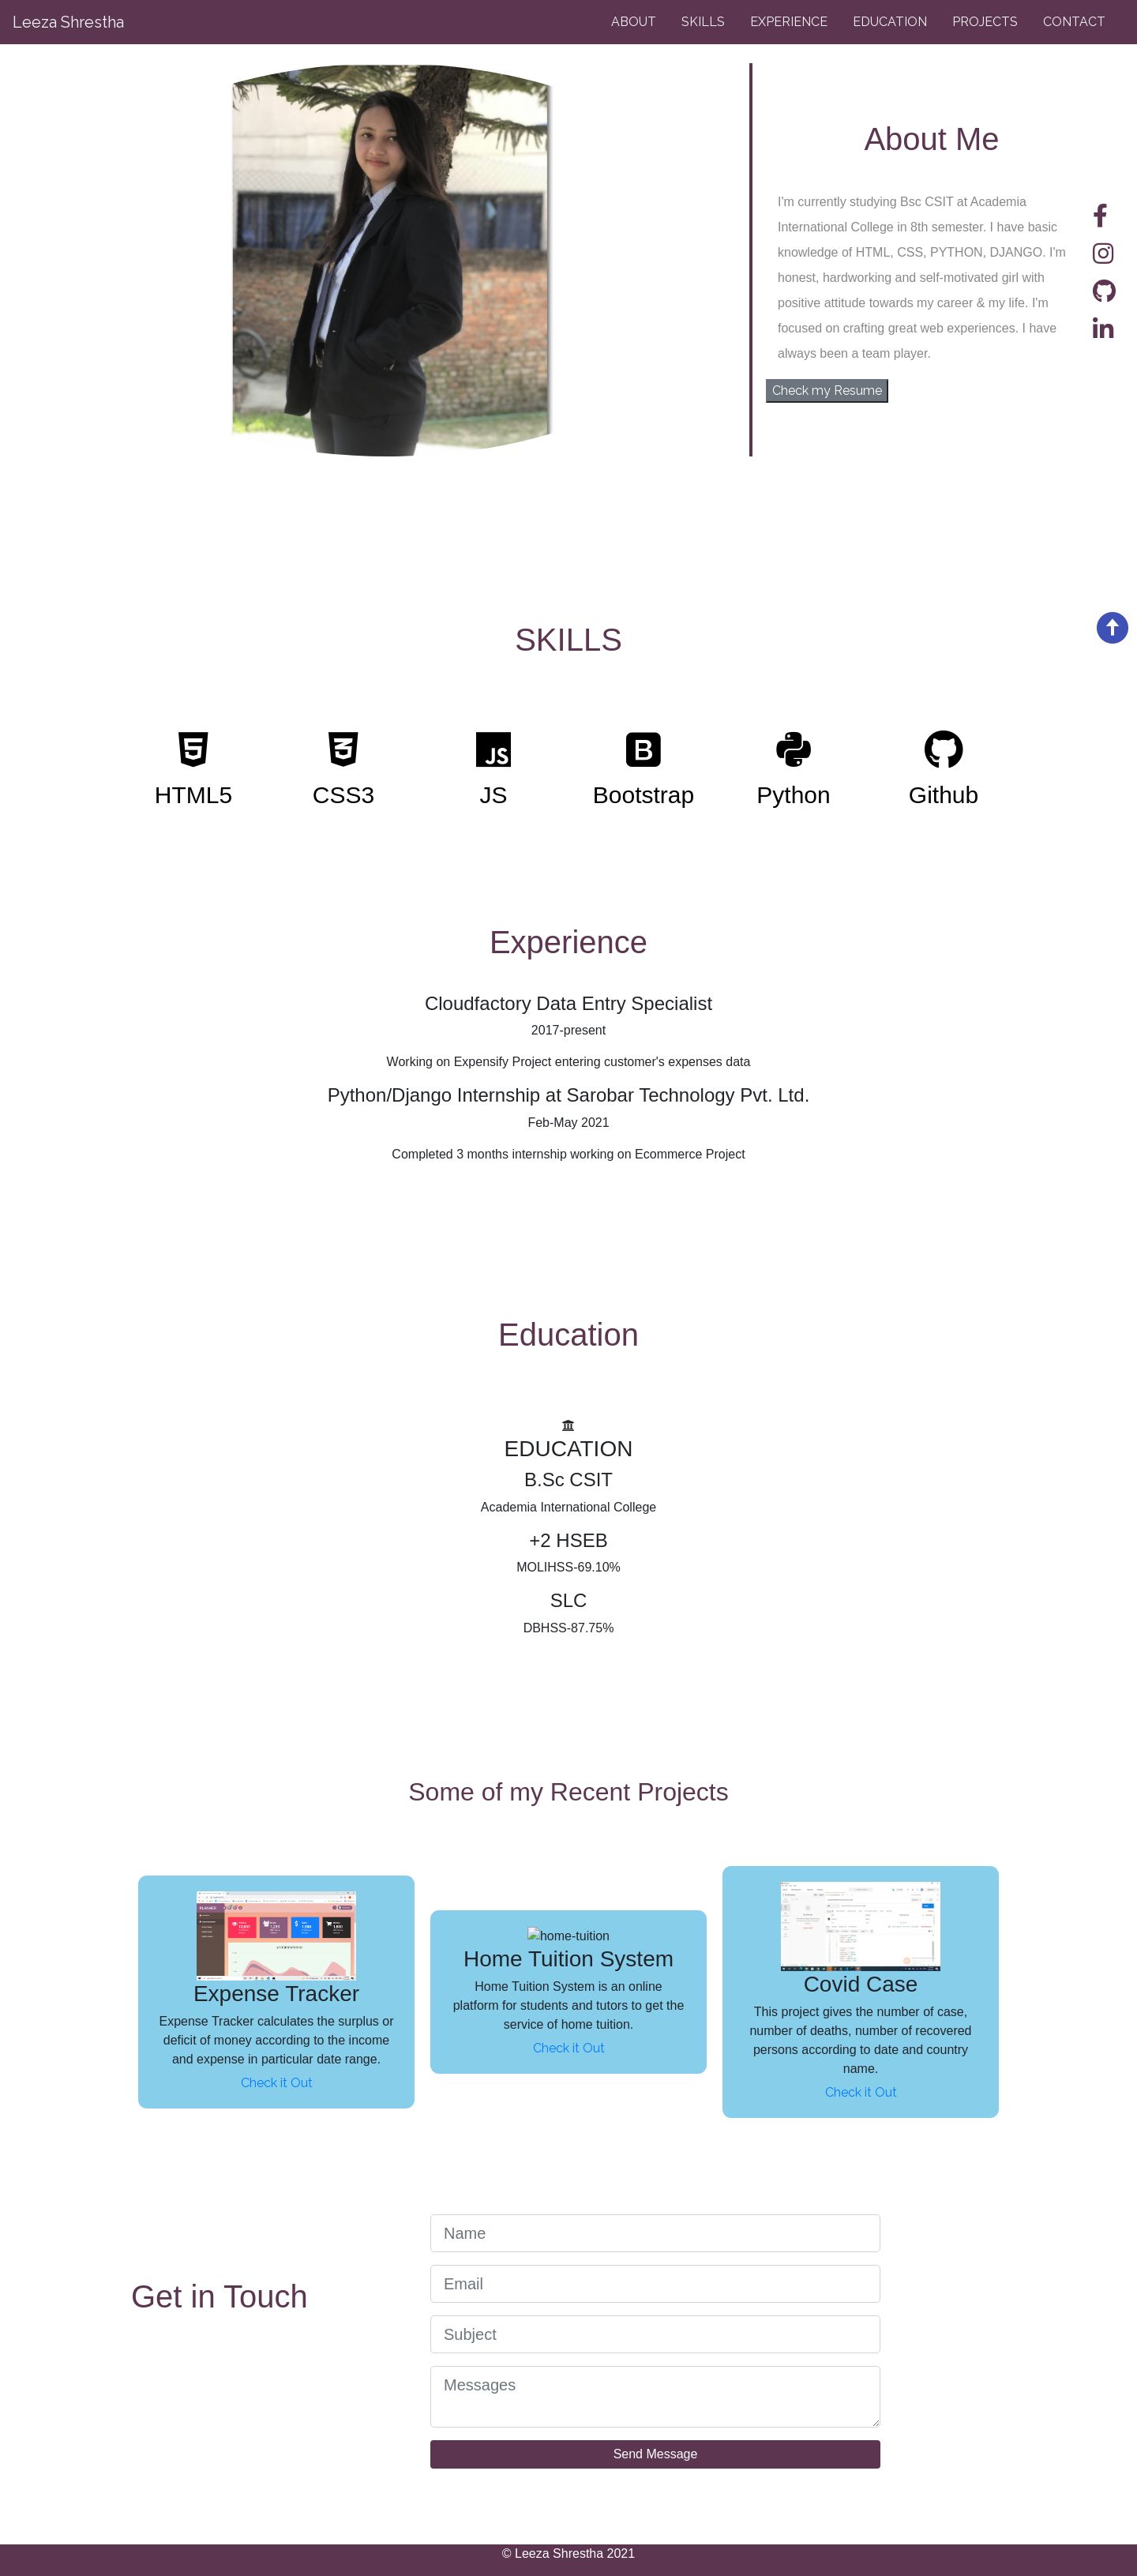 Leeza Shrestha
ABOUT SKILLS EXPERIENCE EDUCATION PROJECTS CONTACT
About Me
I'm currently studying Bsc CSIT at Academia
International College in 8th semester. I have basic
knowledge of HTML, CSS, PYTHON, DJANGO. I'm
honest, hardworking and self-motivated girl with
positive attitude towards my career & my life. I'm
focused on crafting great web experiences. I have
always been a team player.
Check my Resume
SKILLS
HTML5 CSS3 JS Bootstrap Python Github
Experience
Cloudfactory Data Entry Specialist
2017-present
Working on Expensify Project entering customer's expenses data
Python/Django Internship at Sarobar Technology Pvt. Ltd.
Feb-May 2021
Completed 3 months internship working on Ecommerce Project
Education
EDUCATION
B.Sc CSIT
Academia International College
+2 HSEB
MOLIHSS-69.10%
SLC
DBHSS-87.75%
Some of my Recent Projects
Expense Tracker
Expense Tracker calculates the surplus or
deficit of money according to the income
and expense in particular date range.
Check it Out
home-tuition
Home Tuition System
Home Tuition System is an online
platform for students and tutors to get the
service of home tuition.
Check it Out
Covid Case
This project gives the number of case,
number of deaths, number of recovered
persons according to date and country
name.
Check it Out
Get in Touch
Name
Email
Subject
Messages
Send Message
© Leeza Shrestha 2021